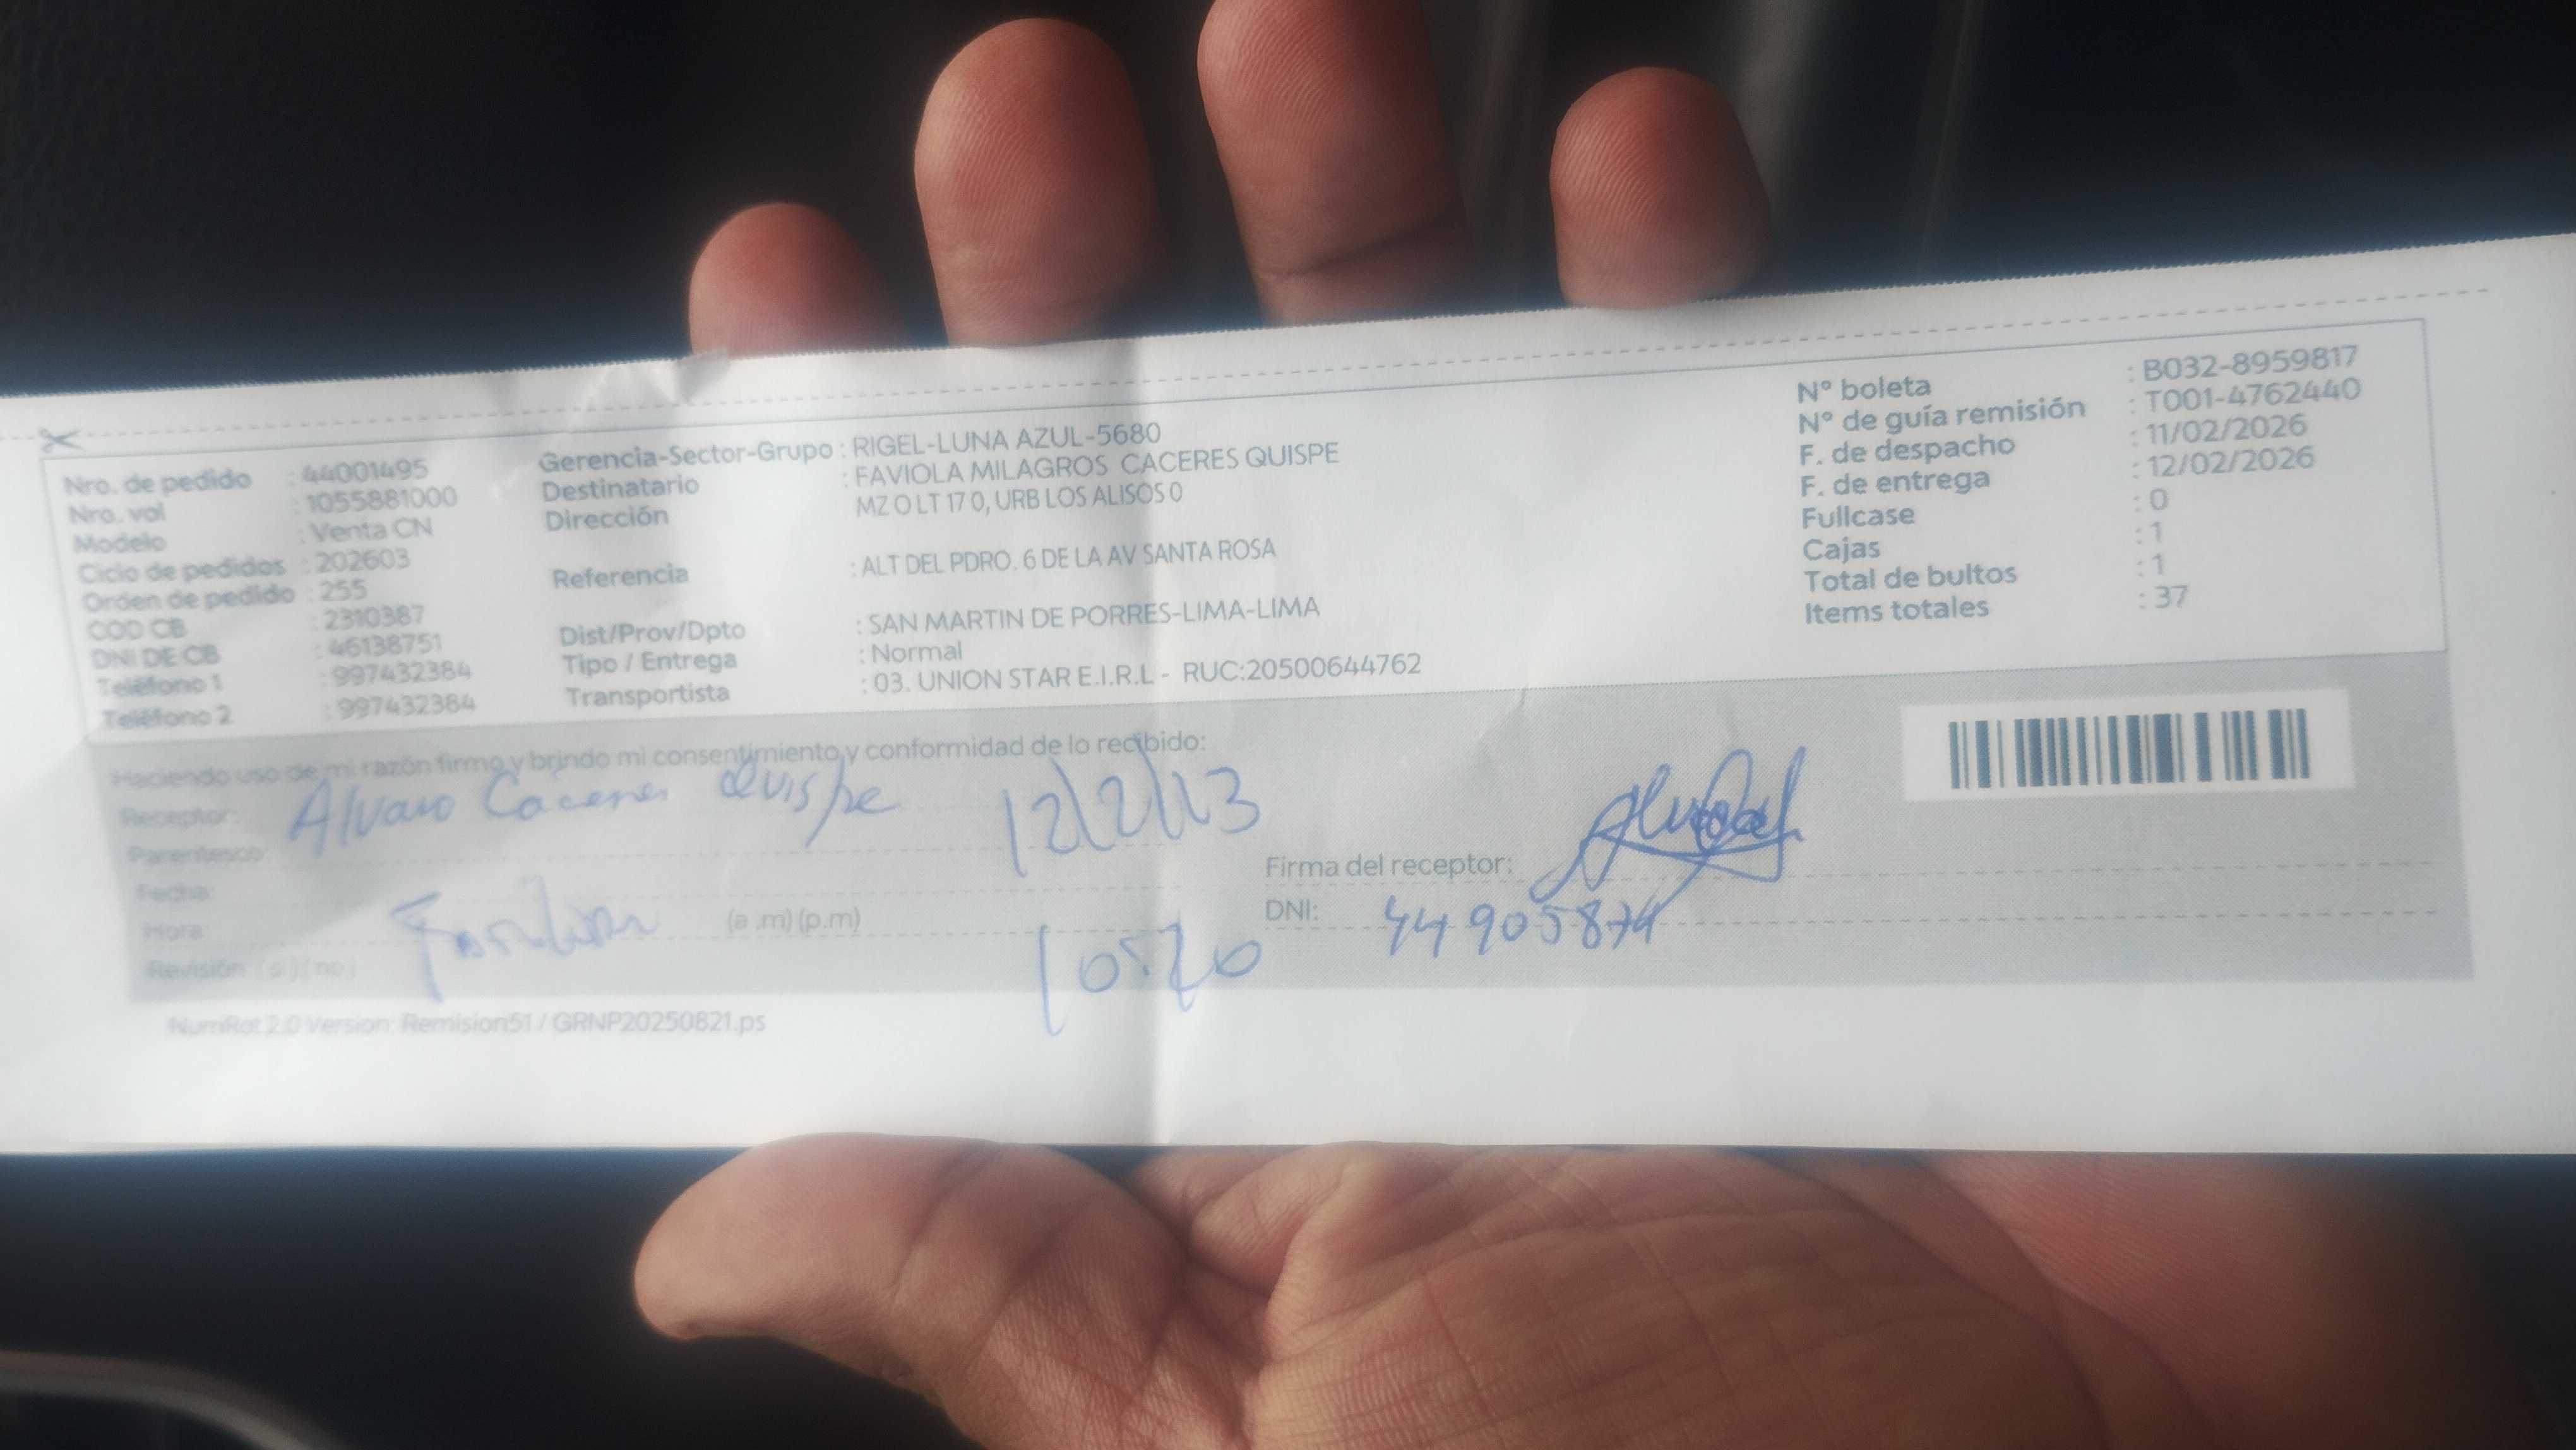 Nro. de pedido : 44001495
Nro. vol : 1055881000
Modelo : Venta CN
Ciclo de pedidos : 202603
Orden de pedido : 255
COD CB : 2310387
DNI DE CB : 46138751
Teléfono 1 : 997432384
Teléfono 2 : 997432384
Gerencia-Sector-Grupo : RIGEL-LUNA AZUL-5680
Destinatario : FAVIOLA MILAGROS CACERES QUISPE
Dirección MZ O LT 17 0, URB LOS ALISOS 0
Referencia : ALT DEL PDRO. 6 DE LA AV SANTA ROSA
Dist/Prov/Dpto : SAN MARTIN DE PORRES-LIMA-LIMA
Tipo / Entrega : Normal
Transportista : 03. UNION STAR E.I.R.L - RUC:20500644762
N° boleta : B032-8959817
N° de guía remisión : T001-4762440
F. de despacho : 11/02/2026
F. de entrega : 12/02/2026
Fullcase : 0
Cajas : 1
Total de bultos : 1
Items totales : 37
Haciendo uso de mi razón firmo y brindo mi consentimiento y conformidad de lo recibido:
Receptor: Alvaro Caceres Quispe
Parentesco: 12/2/13
Fecha:
Hora: (a.m) (p.m)
Revisión (si) (no) 10:20
Firma del receptor:
DNI: 44905874
NumRot 2.0 Version: Remision51 / GRNP20250821.ps